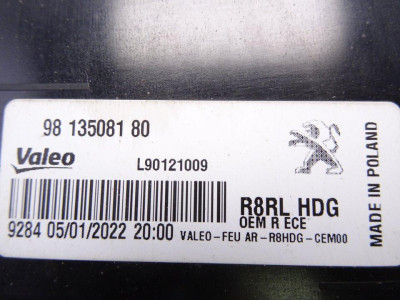 98 135081 80
Valeo
L90121009
R8RL HDG
OEM R ECE
9284 05/01/2022 20:00 VALEO-FEU AR-R8HDG-CEM00
MADE IN POLAND